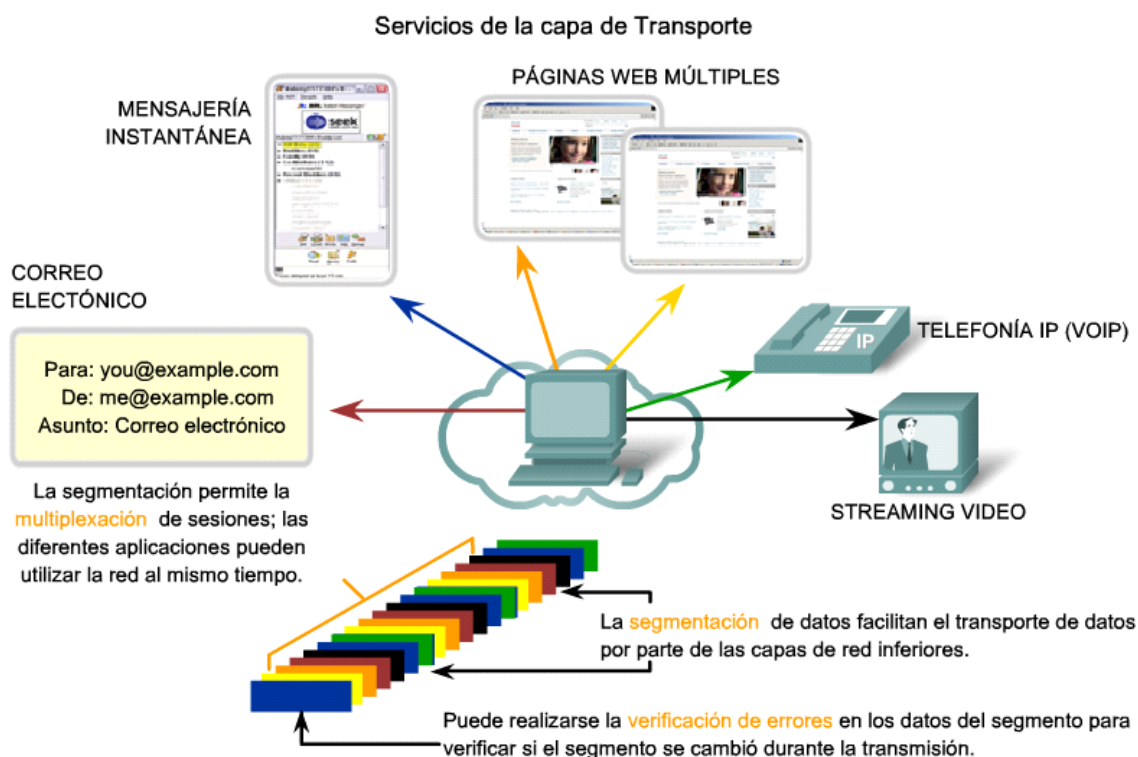 Servicios de la capa de Transporte
MENSAJERÍA
INSTANTÁNEA
seek
PÁGINAS WEB MÚLTIPLES
CORREO
ELECTÓNICO
Para: you@example.com
De: me@example.com
Asunto: Correo electrónico
IP
TELEFONÍA IP (VOIP)
STREAMING VIDEO
La segmentación permite la
multiplexación de sesiones; las
diferentes aplicaciones pueden
utilizar la red al mismo tiempo.
La segmentación de datos facilitan el transporte de datos
por parte de las capas de red inferiores.
Puede realizarse la verificación de errores en los datos del segmento para
verificar si el segmento se cambió durante la transmisión.